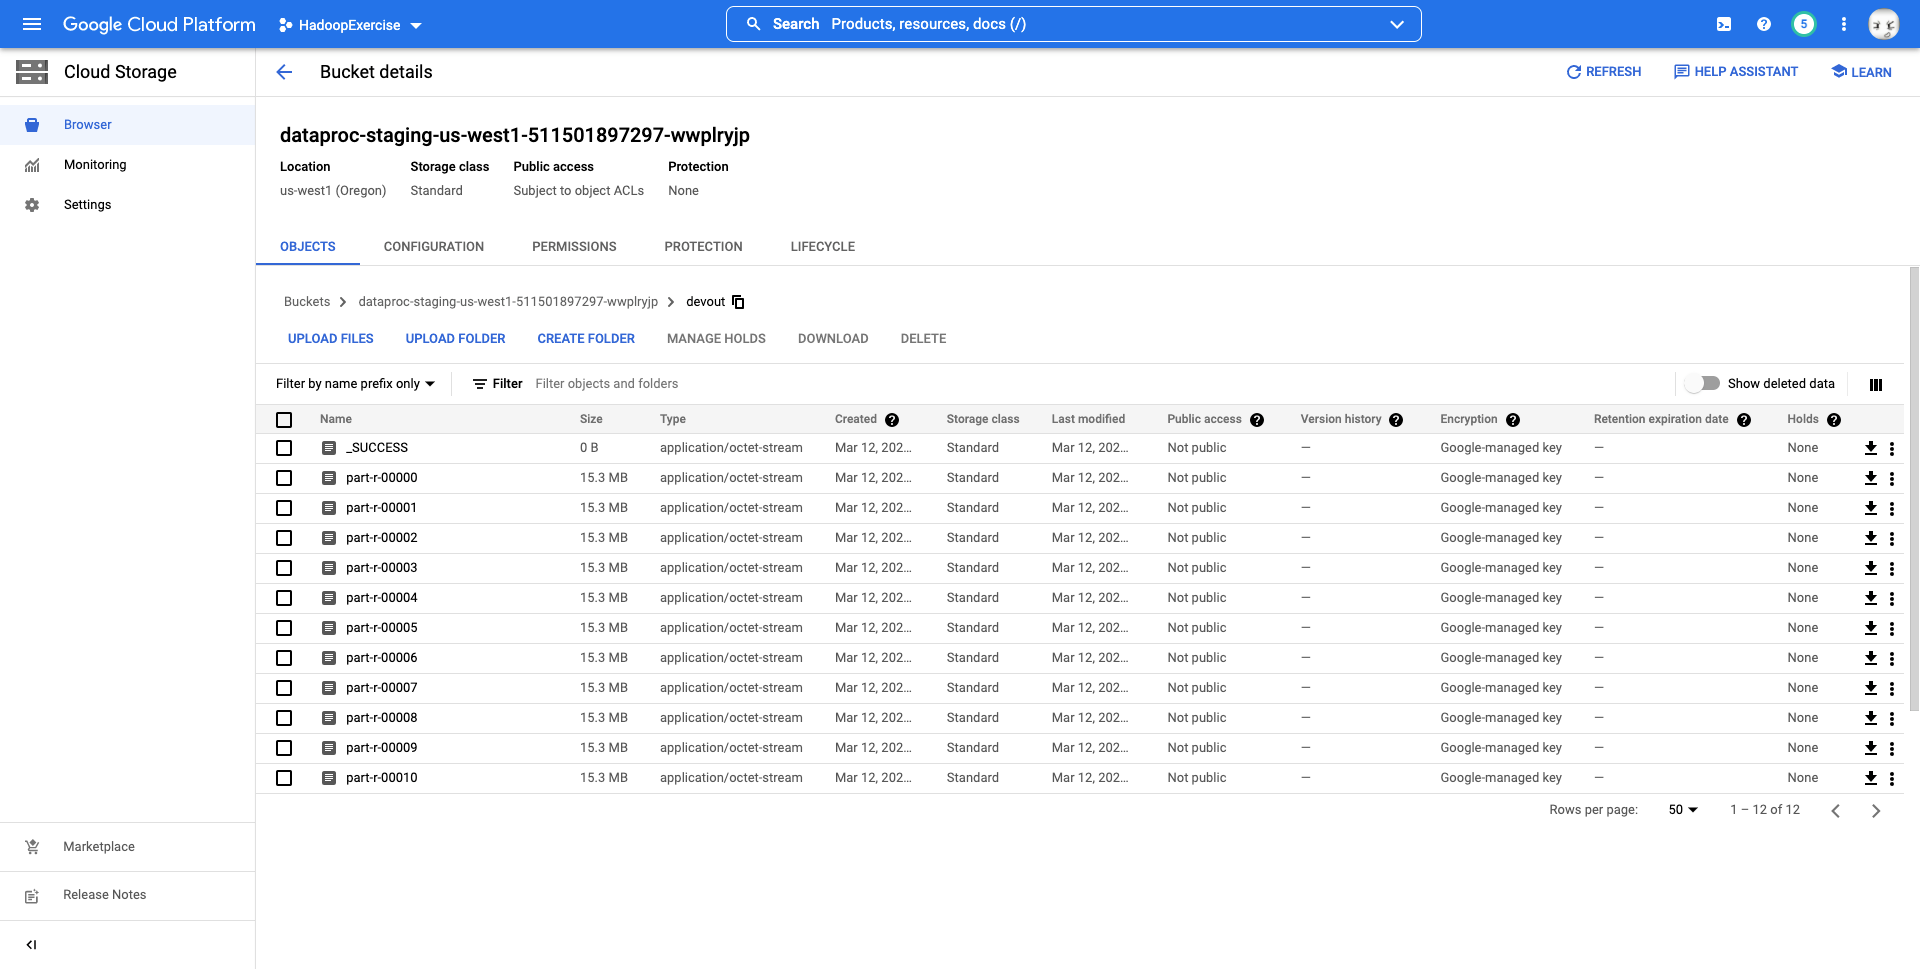 Google Cloud Platform HadoopExercise Search Products, resources, docs (/) 5
Cloud Storage
Browser
Monitoring
Settings
Marketplace
Release Notes
Bucket details REFRESH HELP ASSISTANT LEARN
dataproc-staging-us-west1-511501897297-wwplryjp
Location Storage class Public access Protection
us-west1 (Oregon) Standard Subject to object ACLs None
OBJECTS CONFIGURATION PERMISSIONS PROTECTION LIFECYCLE
Buckets dataproc-staging-us-west1-511501897297-wwplryjp devout
UPLOAD FILES UPLOAD FOLDER CREATE FOLDER MANAGE HOLDS DOWNLOAD DELETE
Filter by name prefix only Filter Filter objects and folders Show deleted data
Name Size Type Created Storage class Last modified Public access Version history Encryption Retention expiration date Holds
_SUCCESS 0 B application/octet-stream Mar 12, 202... Standard Mar 12, 202... Not public — Google-managed key — None
part-r-00000 15.3 MB application/octet-stream Mar 12, 202... Standard Mar 12, 202... Not public — Google-managed key — None
part-r-00001 15.3 MB application/octet-stream Mar 12, 202... Standard Mar 12, 202... Not public — Google-managed key — None
part-r-00002 15.3 MB application/octet-stream Mar 12, 202... Standard Mar 12, 202... Not public — Google-managed key — None
part-r-00003 15.3 MB application/octet-stream Mar 12, 202... Standard Mar 12, 202... Not public — Google-managed key — None
part-r-00004 15.3 MB application/octet-stream Mar 12, 202... Standard Mar 12, 202... Not public — Google-managed key — None
part-r-00005 15.3 MB application/octet-stream Mar 12, 202... Standard Mar 12, 202... Not public — Google-managed key — None
part-r-00006 15.3 MB application/octet-stream Mar 12, 202... Standard Mar 12, 202... Not public — Google-managed key — None
part-r-00007 15.3 MB application/octet-stream Mar 12, 202... Standard Mar 12, 202... Not public — Google-managed key — None
part-r-00008 15.3 MB application/octet-stream Mar 12, 202... Standard Mar 12, 202... Not public — Google-managed key — None
part-r-00009 15.3 MB application/octet-stream Mar 12, 202... Standard Mar 12, 202... Not public — Google-managed key — None
part-r-00010 15.3 MB application/octet-stream Mar 12, 202... Standard Mar 12, 202... Not public — Google-managed key — None
Rows per page: 50 1 – 12 of 12